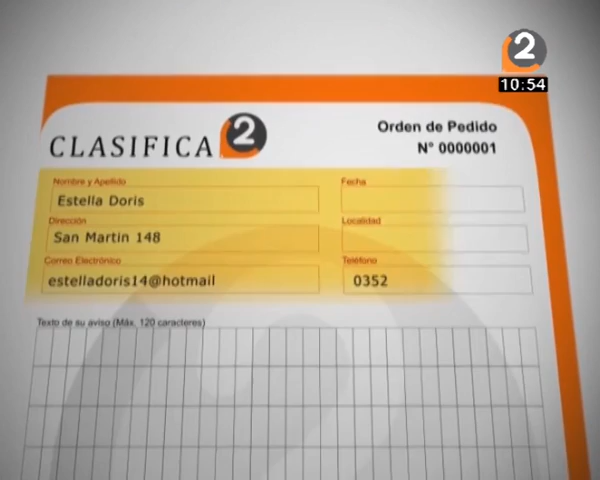 2
10:54
CLASIFICA 2
Orden de Pedido
N° 0000001
Nombre y Apellido
Fecha
Estella Doris
Dirección
Localidad
San Martin 148
Correo Electrónico
Teléfono
estelladoris14@hotmail
0352
Texto de su aviso (Máx. 120 caracteres)